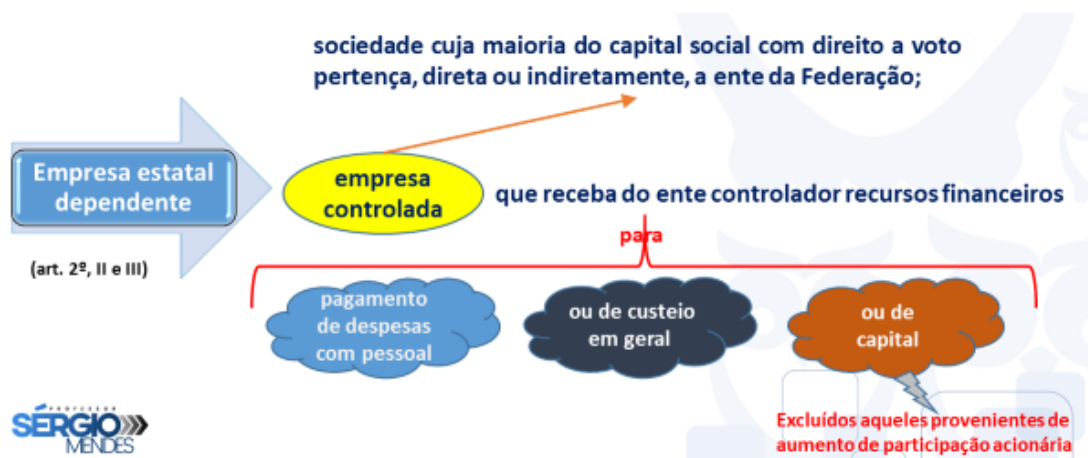 sociedade cuja maioria do capital social com direito a voto
pertença, direta ou indiretamente, a ente da Federação;
Empresa estatal
dependente
(art. 2º, II e III)
empresa
controlada
que receba do ente controlador recursos financeiros
para
pagamento
de despesas
com pessoal
ou de custeio
em geral
ou de
capital
Excluídos aqueles provenientes de
aumento de participação acionária
PROFESSOR
SÉRGIO
MENDES